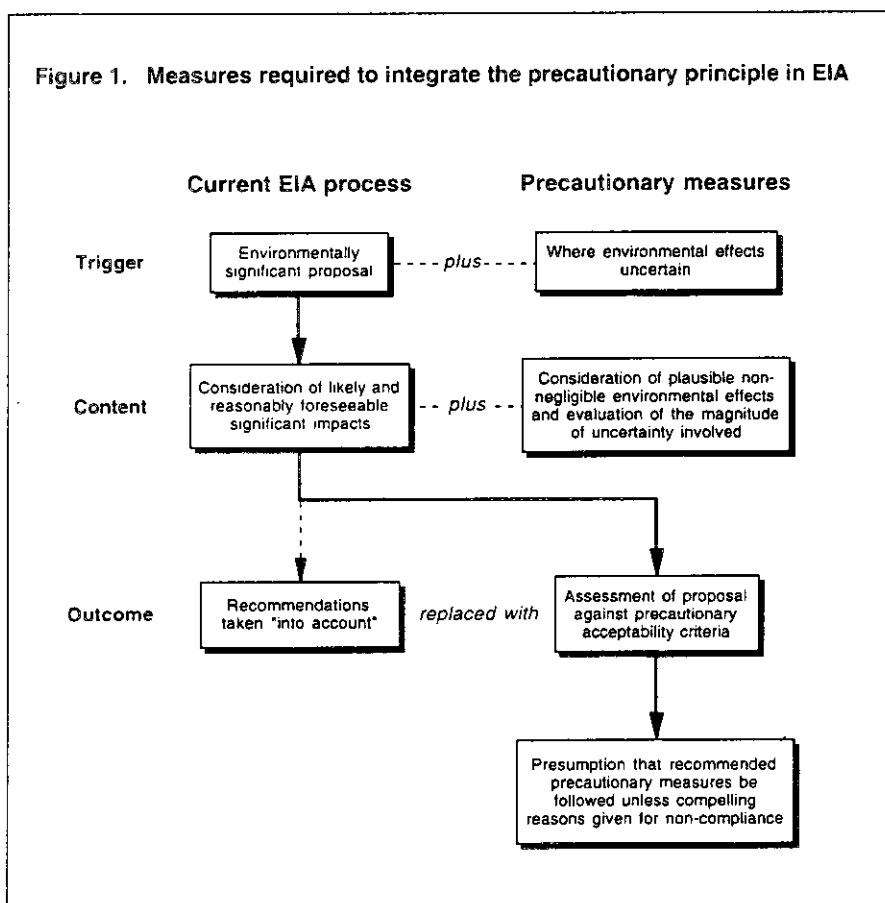 Figure 1. Measures required to integrate the precautionary principle in EIA
Current EIA process
Precautionary measures
Trigger
Environmentally
significant proposal
plus
Where environmental effects
uncertain
Content
Consideration of likely and
reasonably foreseeable
significant impacts
plus
Consideration of plausible non-
negligible environmental effects
and evaluation of the magnitude
of uncertainty involved
Outcome
Recommendations
taken "into account"
replaced with
Assessment of proposal
against precautionary
acceptability criteria
Presumption that recommended
precautionary measures be
followed unless compelling
reasons given for non-compliance